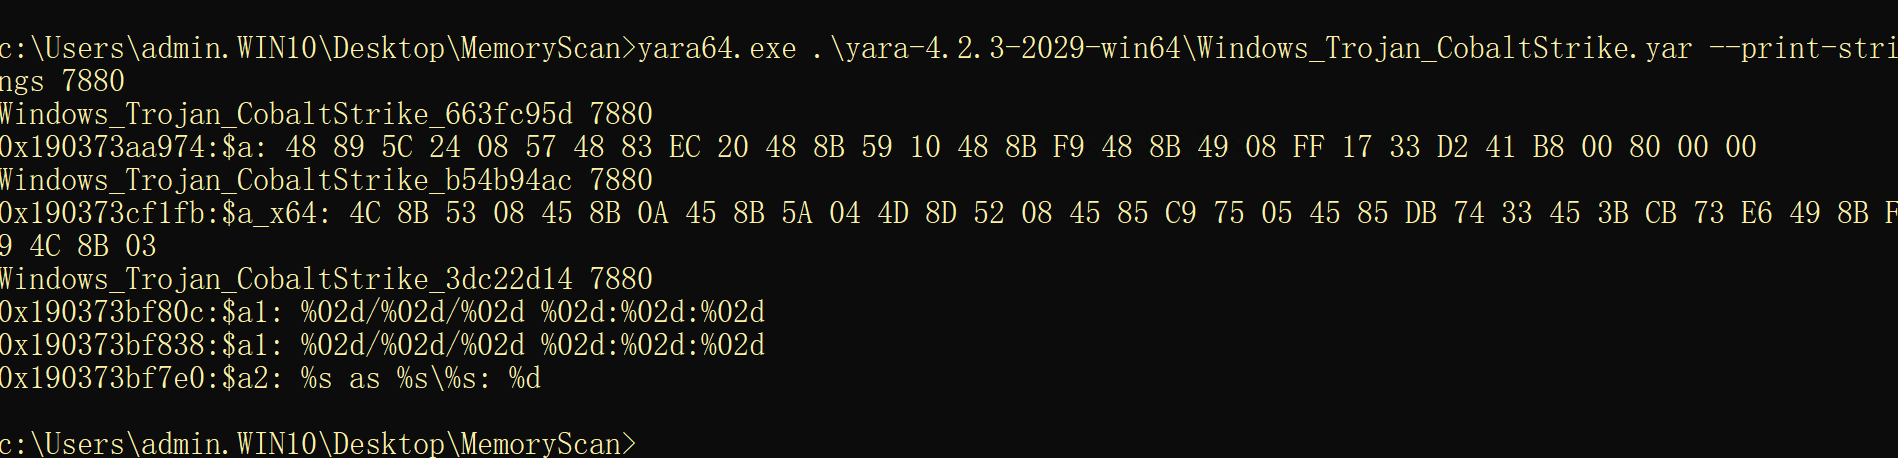 c:\Users\admin.WIN10\Desktop\MemoryScan>yara64.exe .\yara-4.2.3-2029-win64\Windows_Trojan_CobaltStrike.yar --print-stri
ngs 7880
Windows_Trojan_CobaltStrike_663fc95d 7880
0x190373aa974:$a: 48 89 5C 24 08 57 48 83 EC 20 48 8B 59 10 48 8B F9 48 8B 49 08 FF 17 33 D2 41 B8 00 80 00 00
Windows_Trojan_CobaltStrike_b54b94ac 7880
0x190373cf1fb:$a_x64: 4C 8B 53 08 45 8B 0A 45 8B 5A 04 4D 8D 52 08 45 85 C9 75 05 45 85 DB 74 33 45 3B CB 73 E6 49 8B F
9 4C 8B 03
Windows_Trojan_CobaltStrike_3dc22d14 7880
0x190373bf80c:$a1: %02d/%02d/%02d %02d:%02d:%02d
0x190373bf838:$a1: %02d/%02d/%02d %02d:%02d:%02d
0x190373bf7e0:$a2: %s as %s\%s: %d
c:\Users\admin.WIN10\Desktop\MemoryScan>